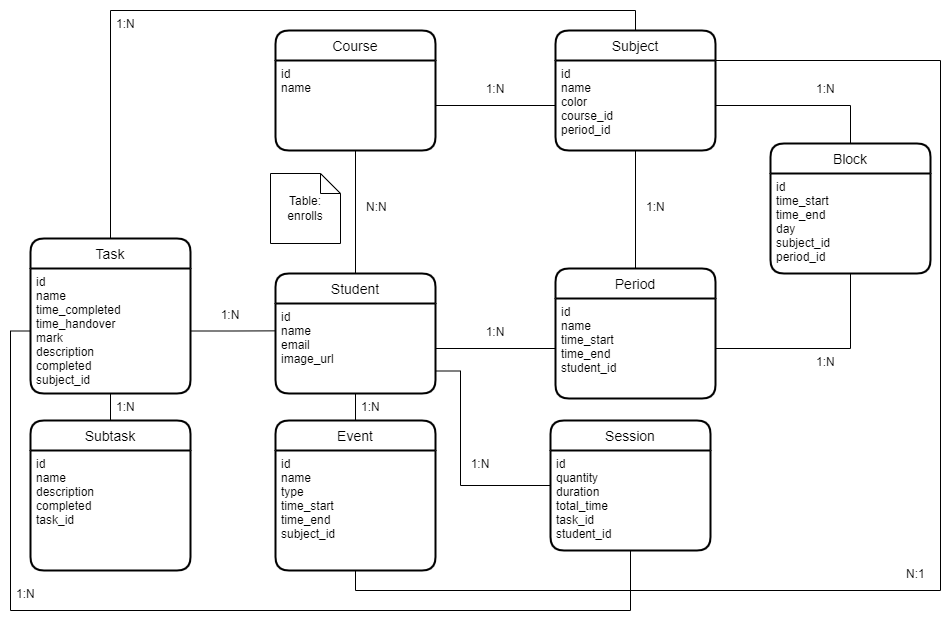 1:N
Course
id
name
1:N
Subject
id
name
color
course_id
period_id
1:N
Block
id
time_start
time_end
day
subject_id
period_id
Table:
enrolls
N:N
1:N
Task
id
name
time_completed
time_handover
mark
description
completed
subject_id
1:N
Student
id
name
email
image_url
1:N
Period
id
name
time_start
time_end
student_id
1:N
1:N
Subtask
id
name
description
completed
task_id
1:N
Event
id
name
type
time_start
time_end
subject_id
1:N
Session
id
quantity
duration
total_time
task_id
student_id
N:1
1:N